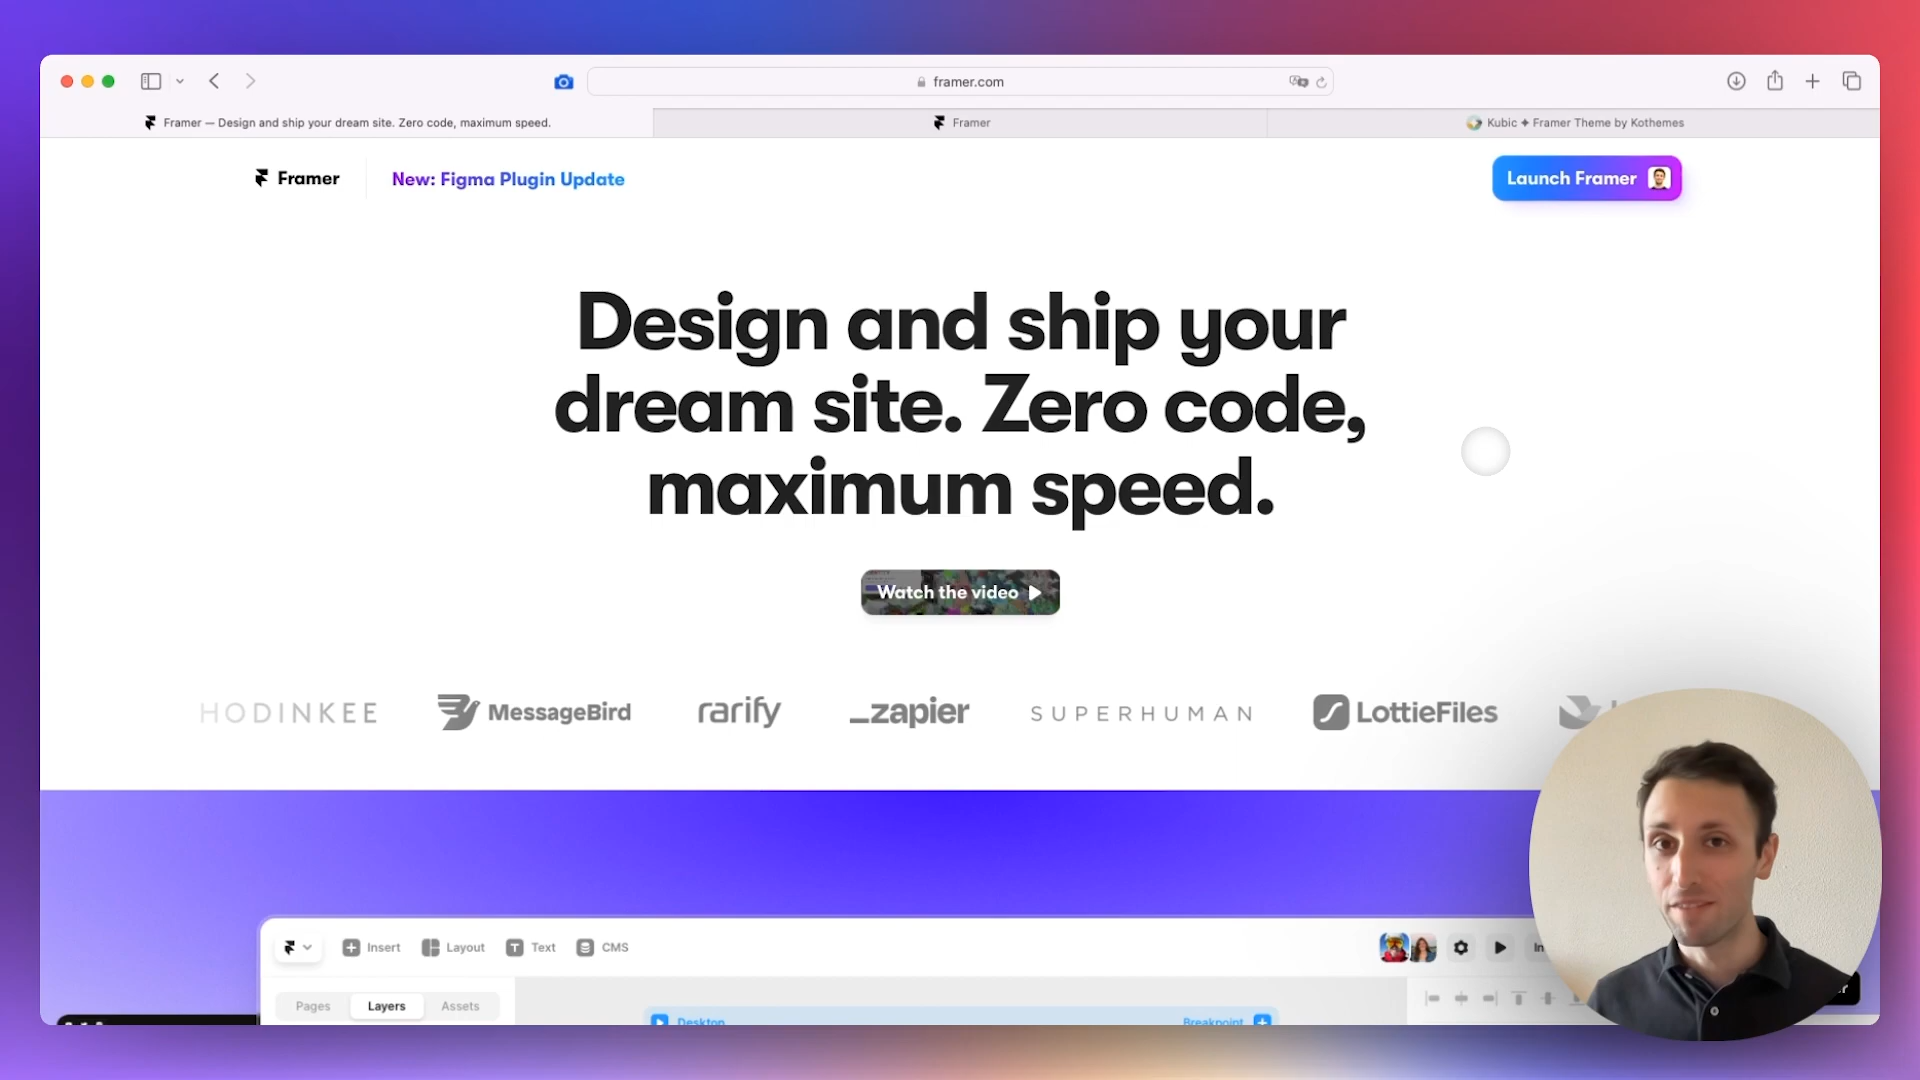 framer.com
Framer — Design and ship your dream site. Zero code, maximum speed.
Framer
Kubic ✦ Framer Theme by Kothemes
Framer
New: Figma Plugin Update
Launch Framer
Design and ship your
dream site. Zero code,
maximum speed.
Watch the video
HODINKEE
MessageBird
rarify
zapier
SUPERHUMAN
LottieFiles
Insert
Layout
Text
CMS
Pages
Layers
Assets
Desktop
Breakpoint